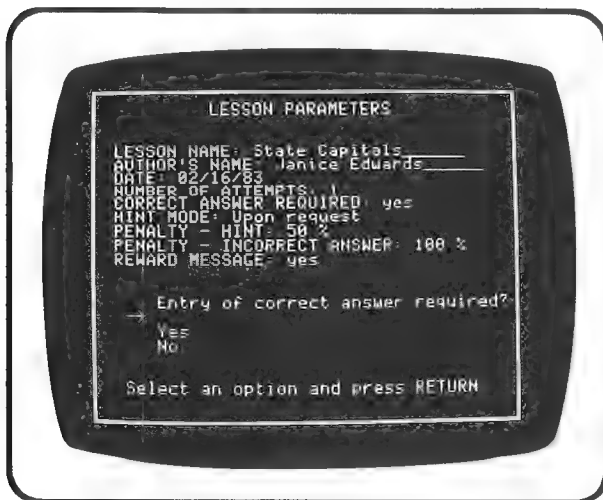 LESSON PARAMETERS
LESSON NAME: State Capitals______
AUTHOR'S NAME: Janice Edwards______
DATE: 02/16/83
NUMBER OF ATTEMPTS: 1
CORRECT ANSWER REQUIRED: yes
HINT MODE: Upon request
PENALTY - HINT: 50 %
PENALTY - INCORRECT ANSWER: 100 %
REWARD MESSAGE: yes
Entry of correct answer required?
→
Yes
No
Select an option and press RETURN